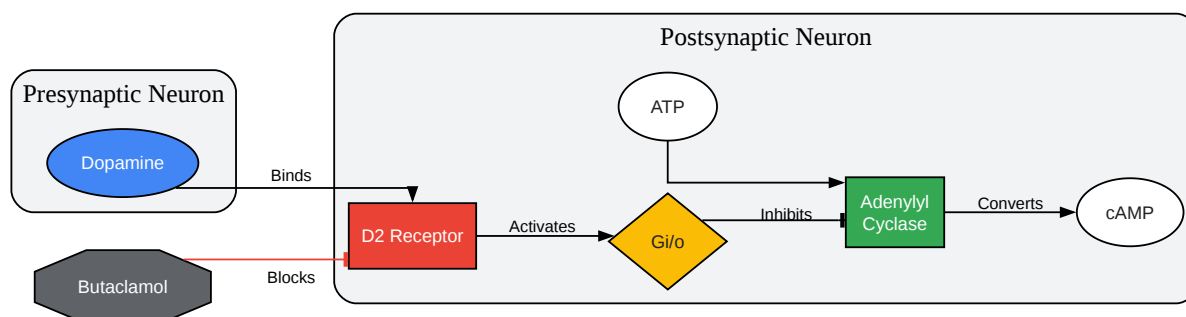 Postsynaptic Neuron
Presynaptic Neuron
ATP
Dopamine
Binds
Adenylyl
Cyclase
Converts
cAMP
D2 Receptor
Activates
Gi/o
Inhibits
Blocks
Butaclamol